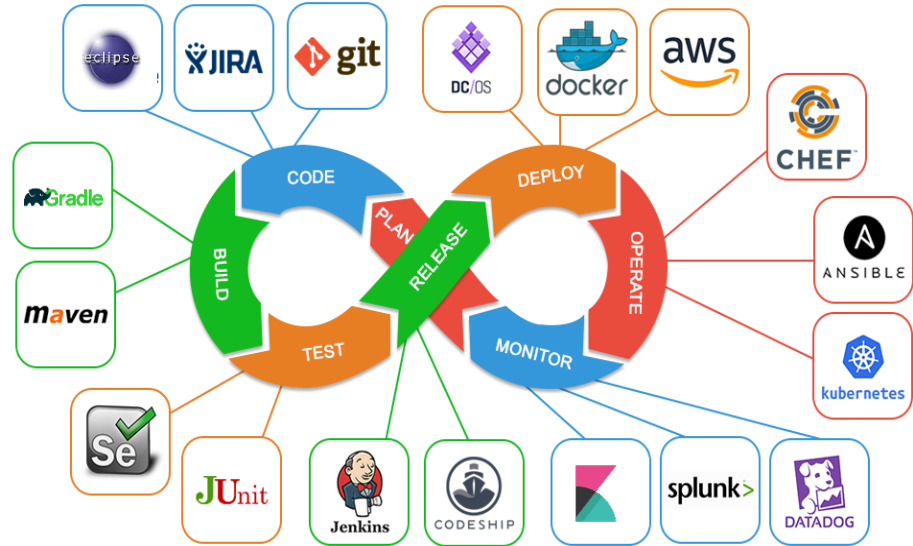 eclipse
JIRA
git
DC/OS
docker
aws
CHEF™
Gradle
CODE
DEPLOY
PLAN
RELEASE
BUILD
OPERATE
ANSIBLE
maven
TEST
MONITOR
kubernetes
Se
JUnit
Jenkins
CODESHIP
splunk>
DATADOG